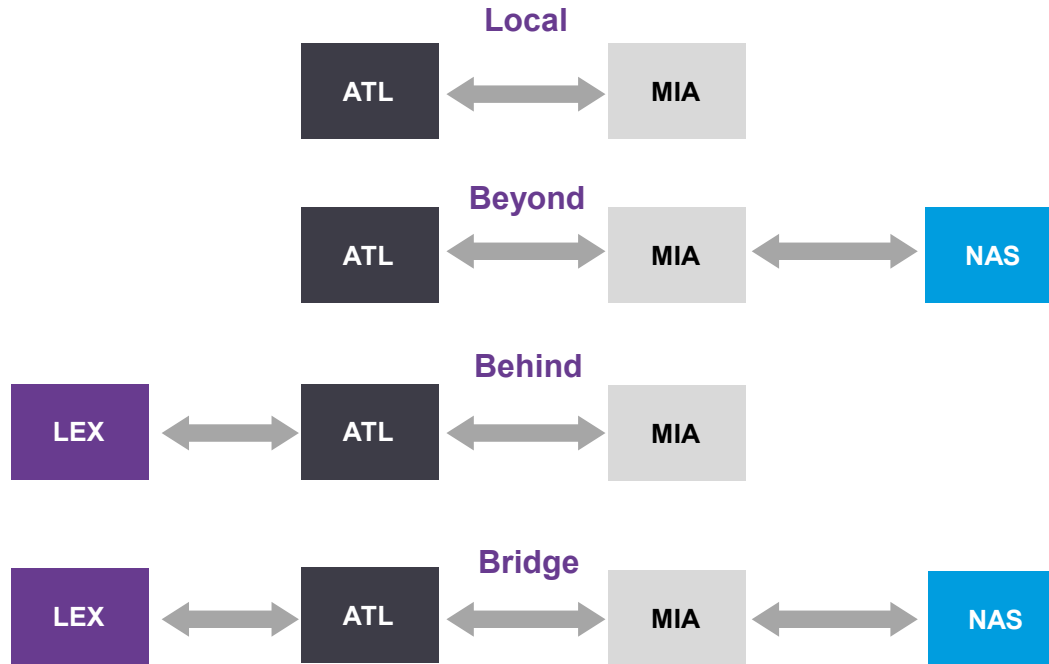 Local
ATL MIA
Beyond
ATL MIA NAS
Behind
LEX ATL MIA
Bridge
LEX ATL MIA NAS